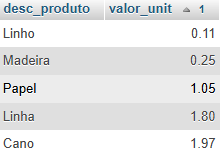 desc_produto valor_unit 1
Linho 0.11
Madeira 0.25
Papel 1.05
Linha 1.80
Cano 1.97